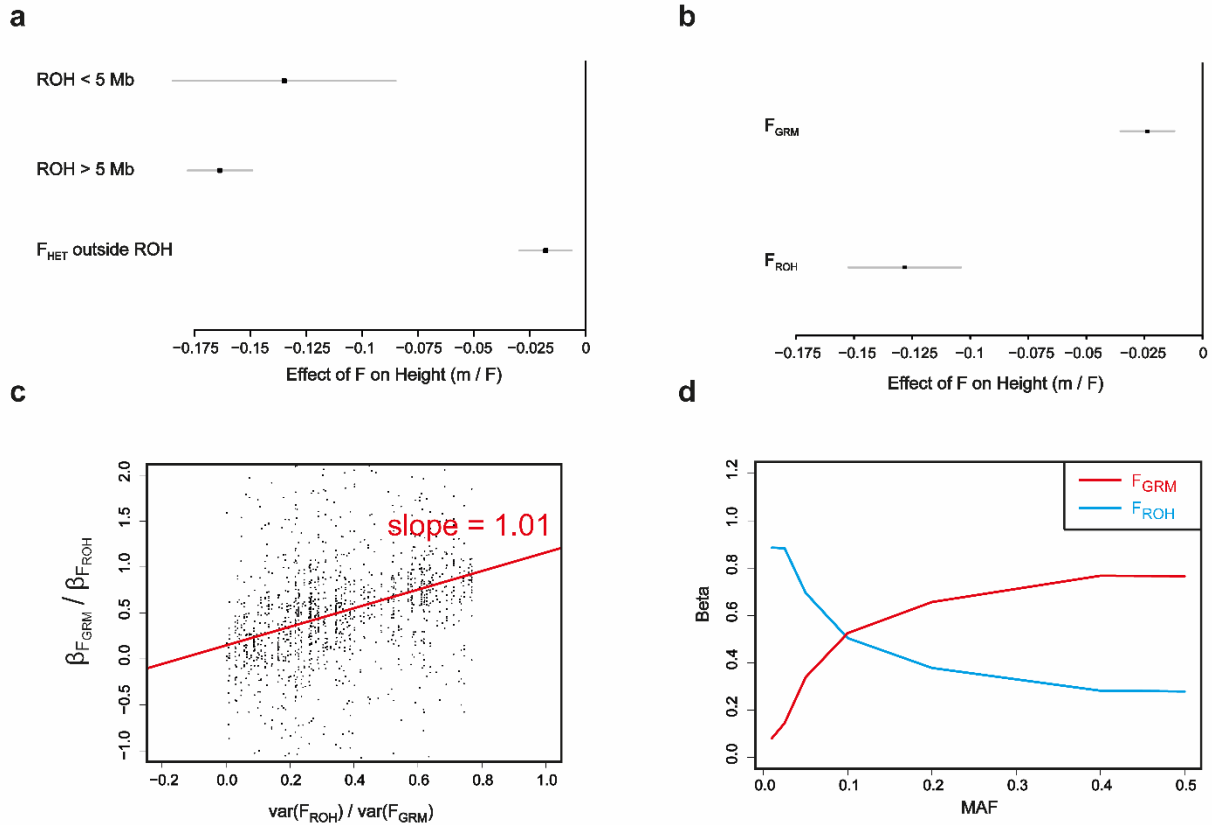 a
ROH < 5 Mb
ROH > 5 Mb
FHET outside ROH
−0.175 −0.15 −0.125 −0.1 −0.075 −0.05 −0.025 0
Effect of F on Height (m / F)
b
FGRM
FROH
−0.175 −0.15 −0.125 −0.1 −0.075 −0.05 −0.025 0
Effect of F on Height (m / F)
c
2.0
1.5
1.0
0.5
0.0
−0.5
−1.0
βFGRM / βFROH
slope = 1.01
−0.2 0.0 0.2 0.4 0.6 0.8 1.0
var(FROH) / var(FGRM)
d
1.2
1.0
0.8
0.6
0.4
0.2
0.0
Beta
FGRM
FROH
0.0 0.1 0.2 0.3 0.4 0.5
MAF